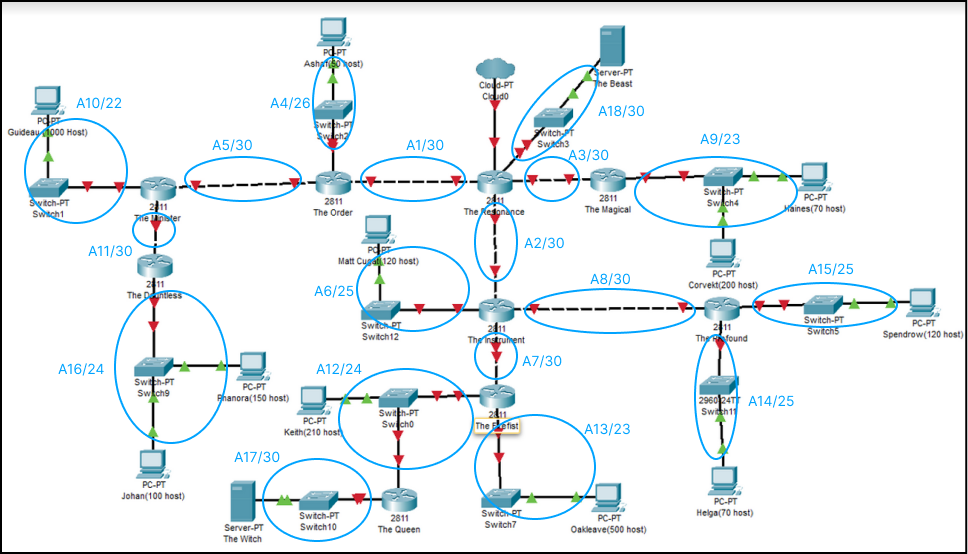 PC-PT
Ashaf(50 host)
Server-PT
The Beast
Cloud-PT
Cloud0
A10/22
A4/26
A18/30
PC-PT
Guideau(1000 Host)
Switch-PT
Switch2
Switch-PT
Switch3
A5/30
A1/30
A3/30
A9/23
Switch-PT
Switch1
2811
The Minister
2811
The Order
2811
The Resonance
2811
The Magical
Switch-PT
Switch4
PC-PT
Haines(70 host)
A11/30
PC-PT
Matt Cugat(120 host)
A2/30
PC-PT
Corvekt(200 host)
2811
The Dauntless
A6/25
A8/30
A15/25
Switch-PT
Switch12
2811
The Instrument
2811
The Profound
Switch-PT
Switch5
PC-PT
Spendrow(120 host)
A16/24
Switch-PT
Switch9
PC-PT
Phanora(150 host)
A12/24
A7/30
PC-PT
Keith(210 host)
Switch-PT
Switch0
2811
2960-24TT
Switch11
A14/25
A13/23
A17/30
PC-PT
Johan(100 host)
Server-PT
The Witch
Switch-PT
Switch10
2811
The Queen
Switch-PT
Switch7
PC-PT
Oakleave(500 host)
PC-PT
Helga(70 host)